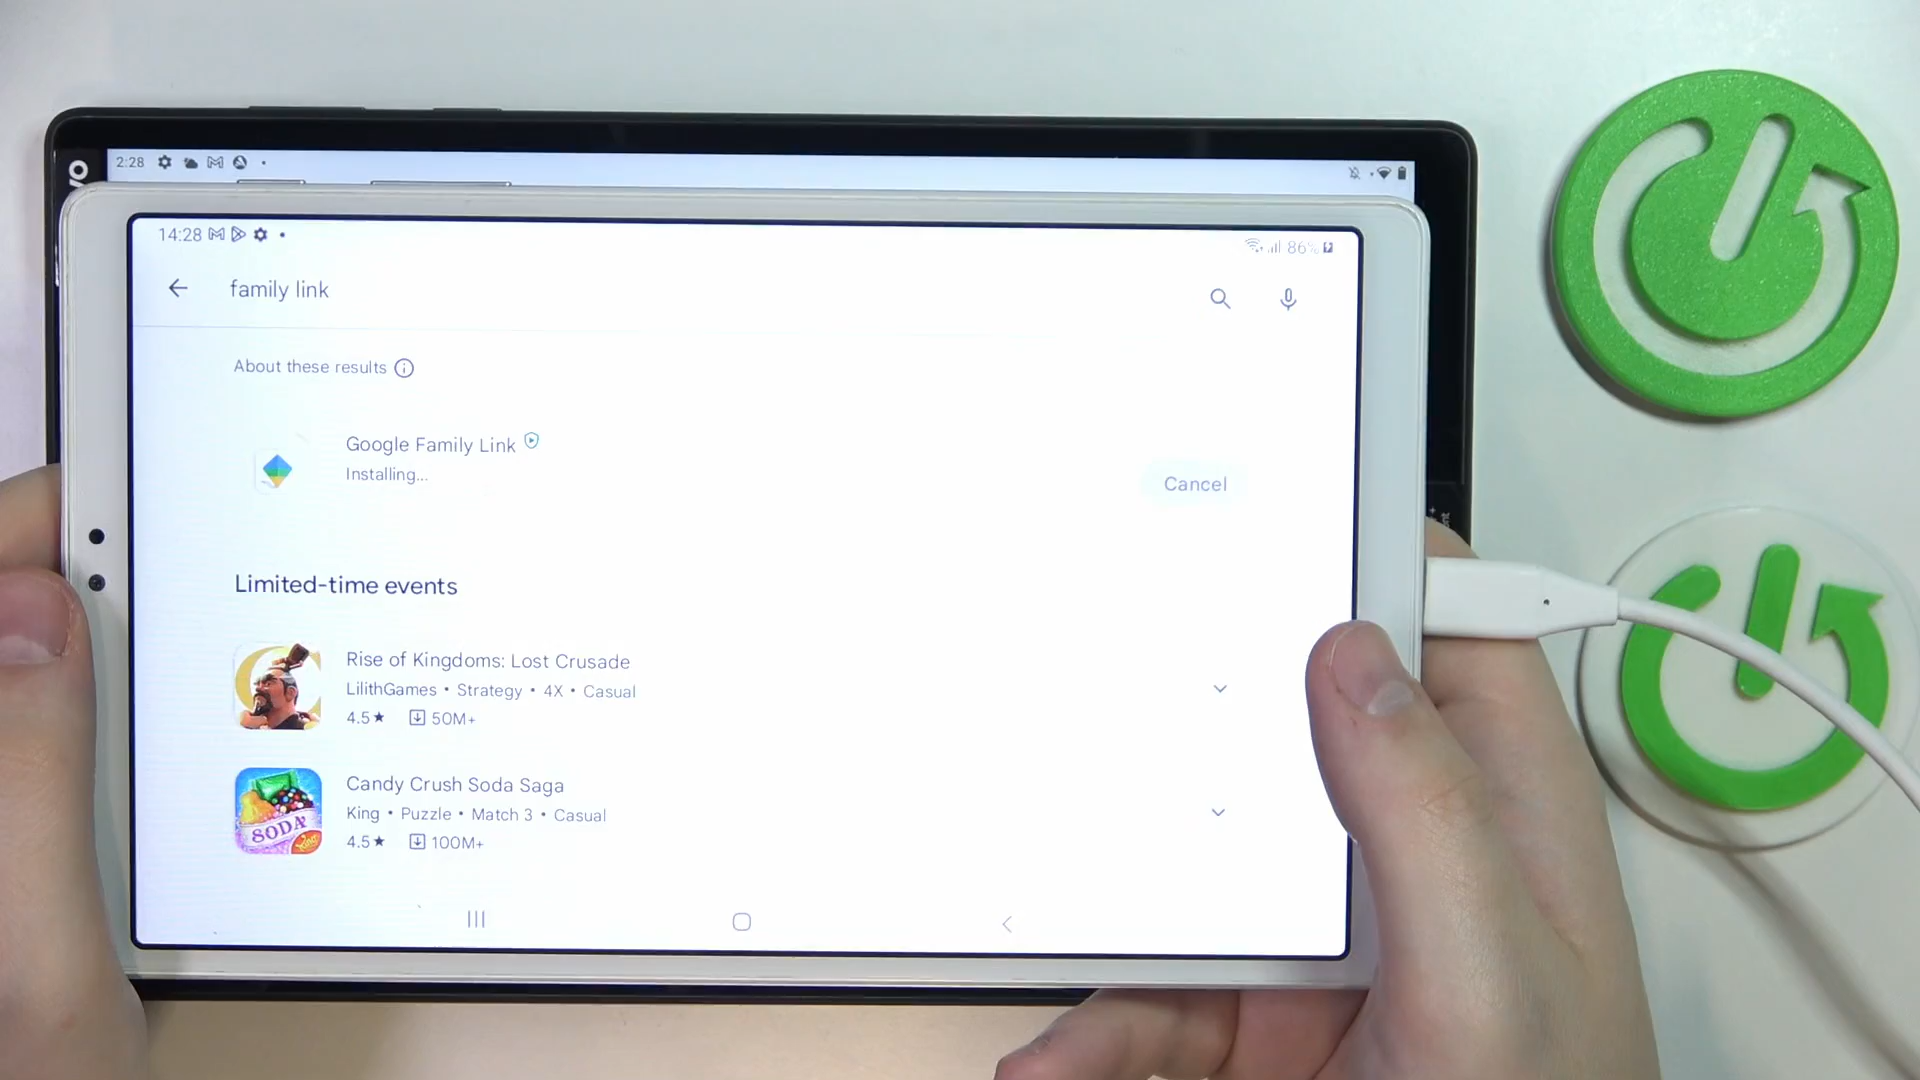 2:28
14:28
86%
family link
About these results
Google Family Link
Installing...
Cancel
Limited-time events
Rise of Kingdoms: Lost Crusade
LilithGames • Strategy • 4X • Casual
4.5★ 50M+
Candy Crush Soda Saga
King • Puzzle • Match 3 • Casual
4.5★ 100M+
SODA
King